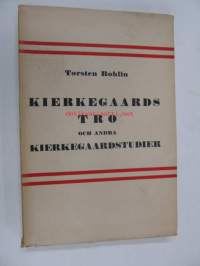 Torsten Bohlin
KIERKEGAARDS
TRO
OCH ANDRA
KIERKEGAARDSTUDIER